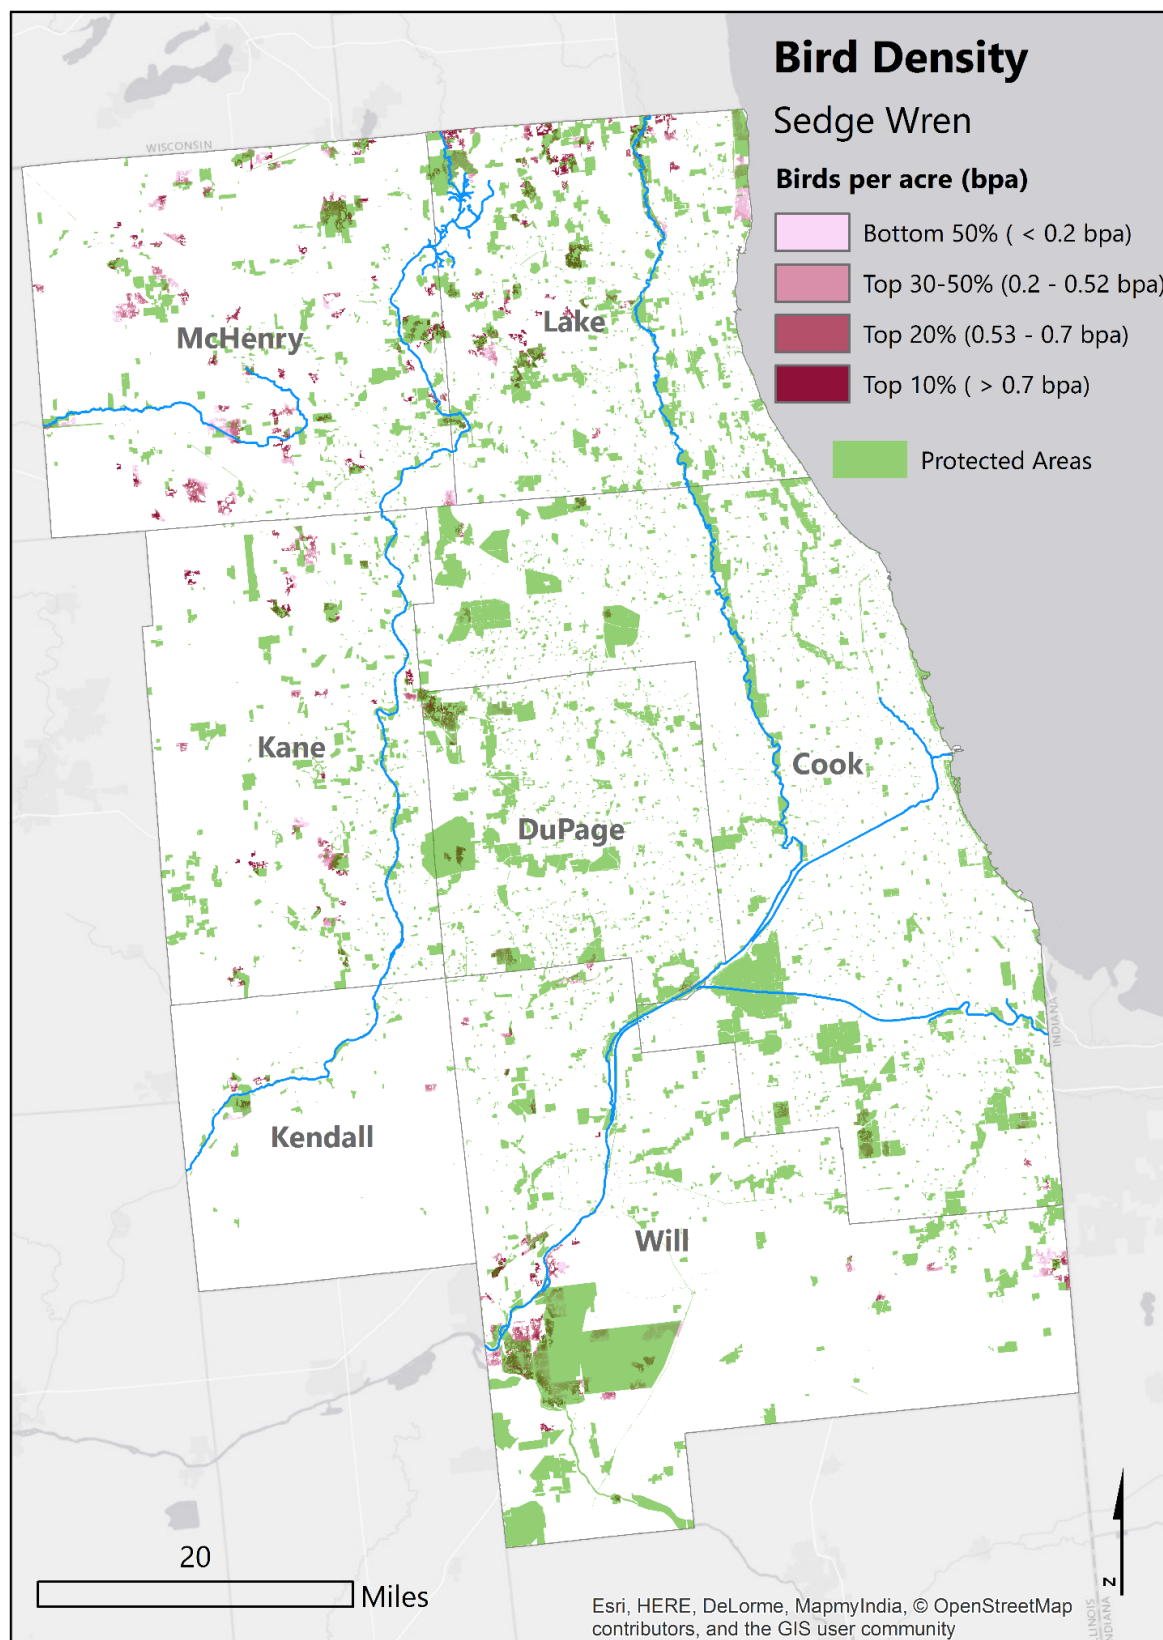 Bird Density
Sedge Wren
Birds per acre (bpa)
Bottom 50% ( < 0.2 bpa)
Top 30-50% (0.2 - 0.52 bpa)
Top 20% (0.53 - 0.7 bpa)
Top 10% ( > 0.7 bpa)
Protected Areas
WISCONSIN
McHenry
Lake
Kane
Cook
DuPage
INDIANA
Kendall
Will
20
Miles
N
ILLINOIS
INDIANA
Esri, HERE, DeLorme, MapmyIndia, © OpenStreetMap
contributors, and the GIS user community